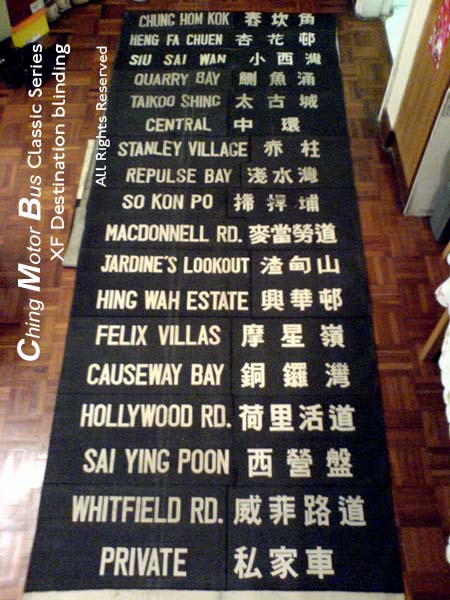 CHUNG HOM KOK 舂坎角
HENG FA CHUEN 杏花邨
SIU SAI WAN 小西灣
QUARRY BAY 鰂魚涌
TAIKOO SHING 太古城
CENTRAL 中環
STANLEY VILLAGE 赤柱
REPULSE BAY 淺水灣
SO KON PO 掃捍埔
MACDONNELL RD. 麥當勞道
JARDINE'S LOOKOUT 渣甸山
HING WAH ESTATE 興華邨
FELIX VILLAS 摩星嶺
CAUSEWAY BAY 銅鑼灣
HOLLYWOOD RD. 荷里活道
SAI YING POON 西營盤
WHITFIELD RD. 威菲路道
PRIVATE 私家車
Ching Motor Bus Classic Series
XF Destination blinding
All Rights Reserved